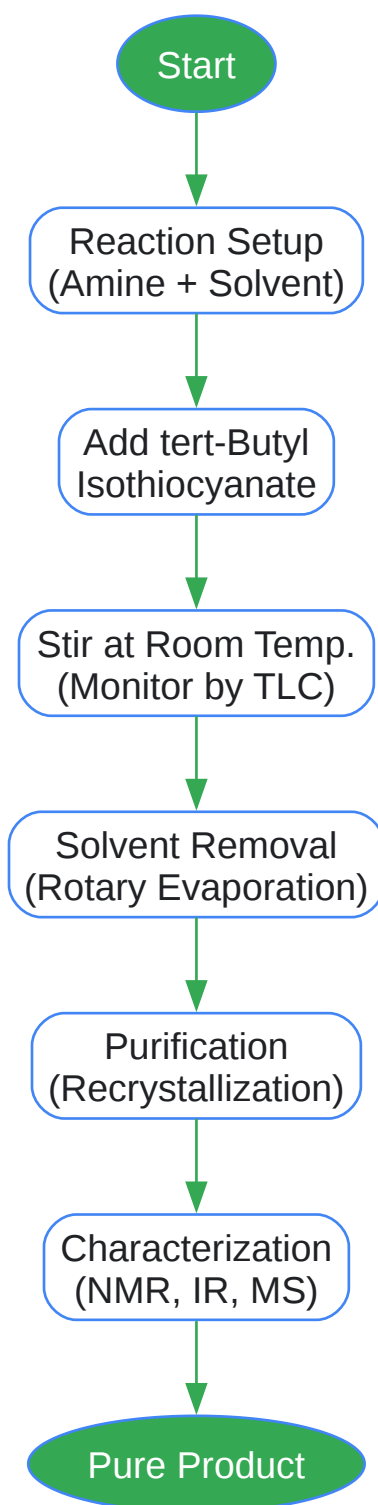 Start
Reaction Setup
(Amine + Solvent)
Add tert-Butyl
Isothiocyanate
Stir at Room Temp.
(Monitor by TLC)
Solvent Removal
(Rotary Evaporation)
Purification
(Recrystallization)
Characterization
(NMR, IR, MS)
Pure Product